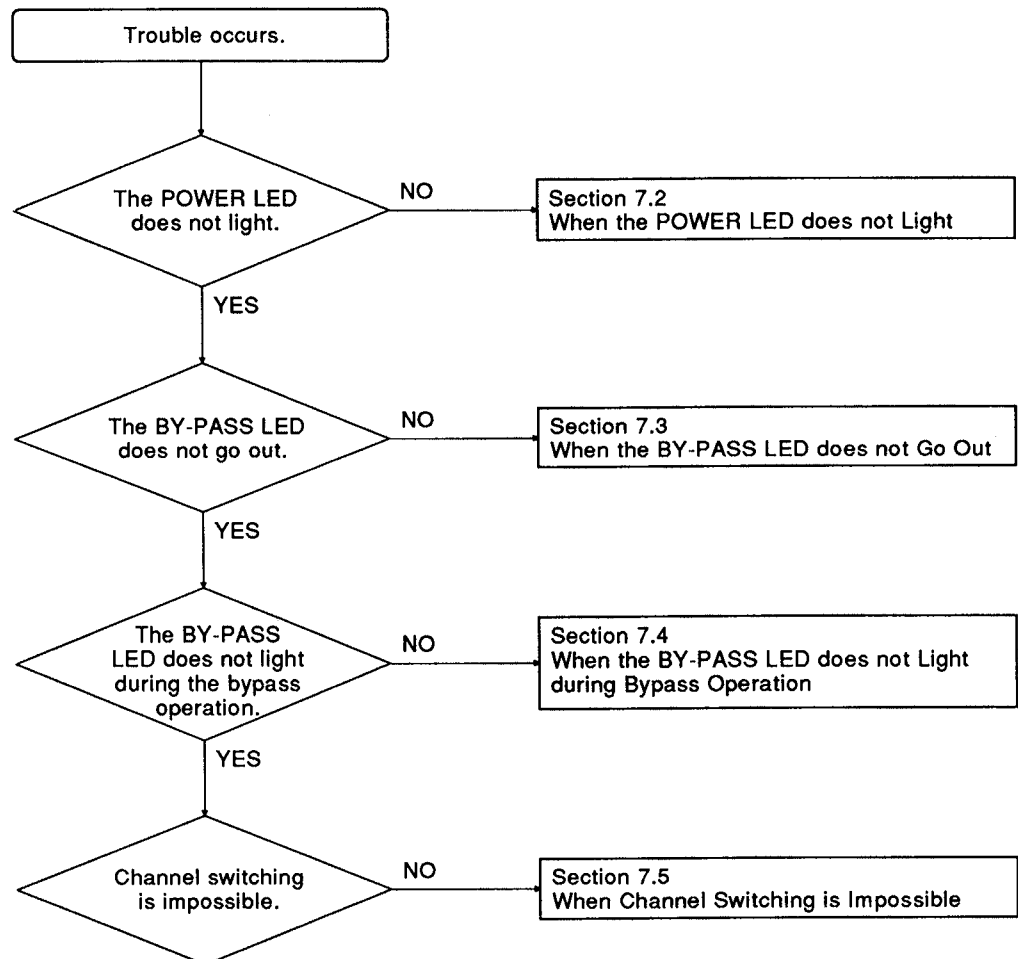 Trouble occurs.
The POWER LED
does not light.
NO
Section 7.2
When the POWER LED does not Light
YES
The BY-PASS LED
does not go out.
NO
Section 7.3
When the BY-PASS LED does not Go Out
YES
The BY-PASS
LED does not light
during the bypass
operation.
NO
Section 7.4
When the BY-PASS LED does not Light
during Bypass Operation
YES
Channel switching
is impossible.
NO
Section 7.5
When Channel Switching is Impossible